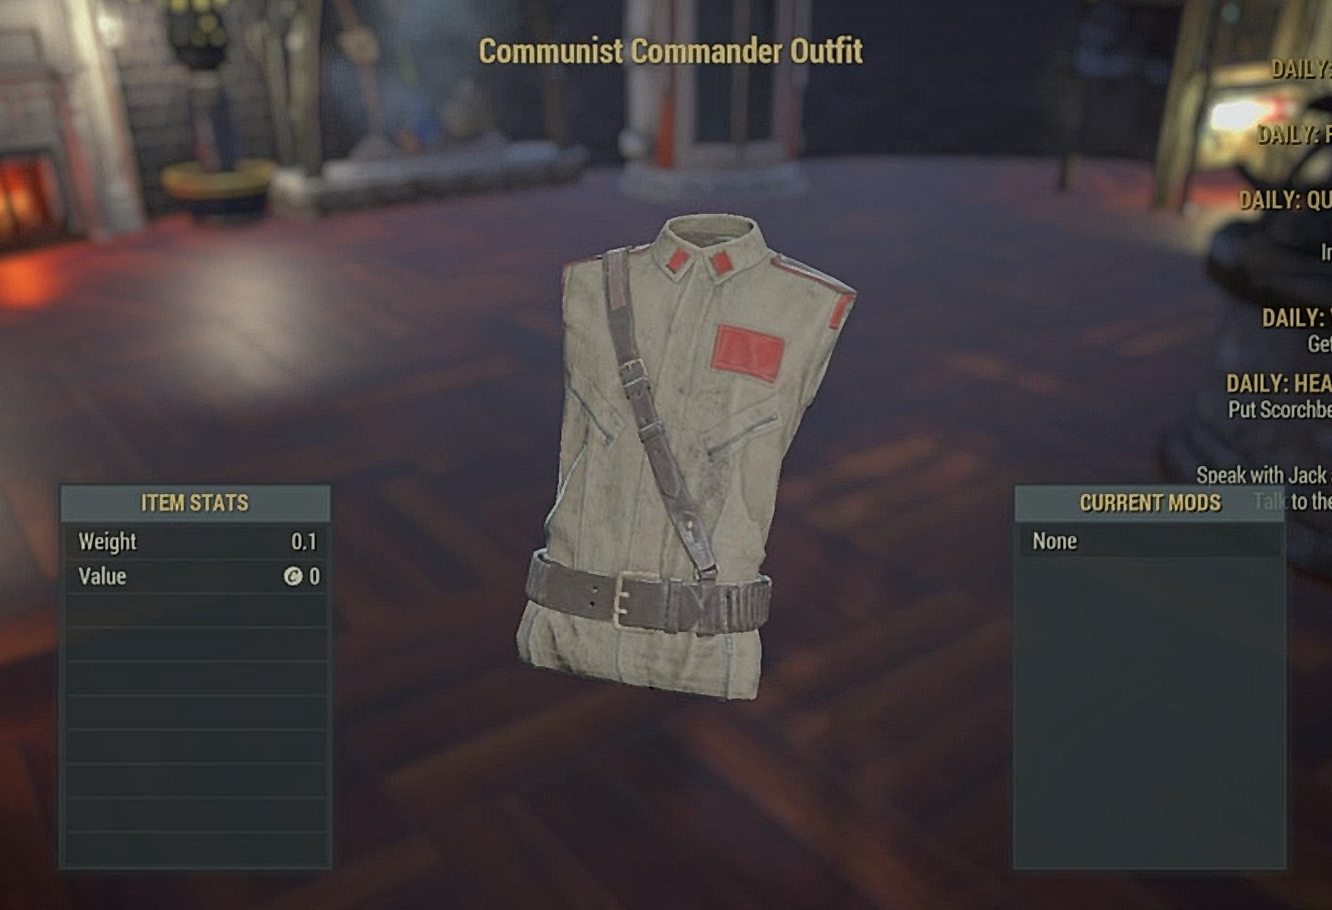 Communist Commander Outfit
DAILY:
DAILY: F
DAILY: QU
In
DAILY:
Get
DAILY: HEA
Put Scorchbe
Speak with Jack
Talk to the
ITEM STATS
Weight 0.1
Value 0
CURRENT MODS
None